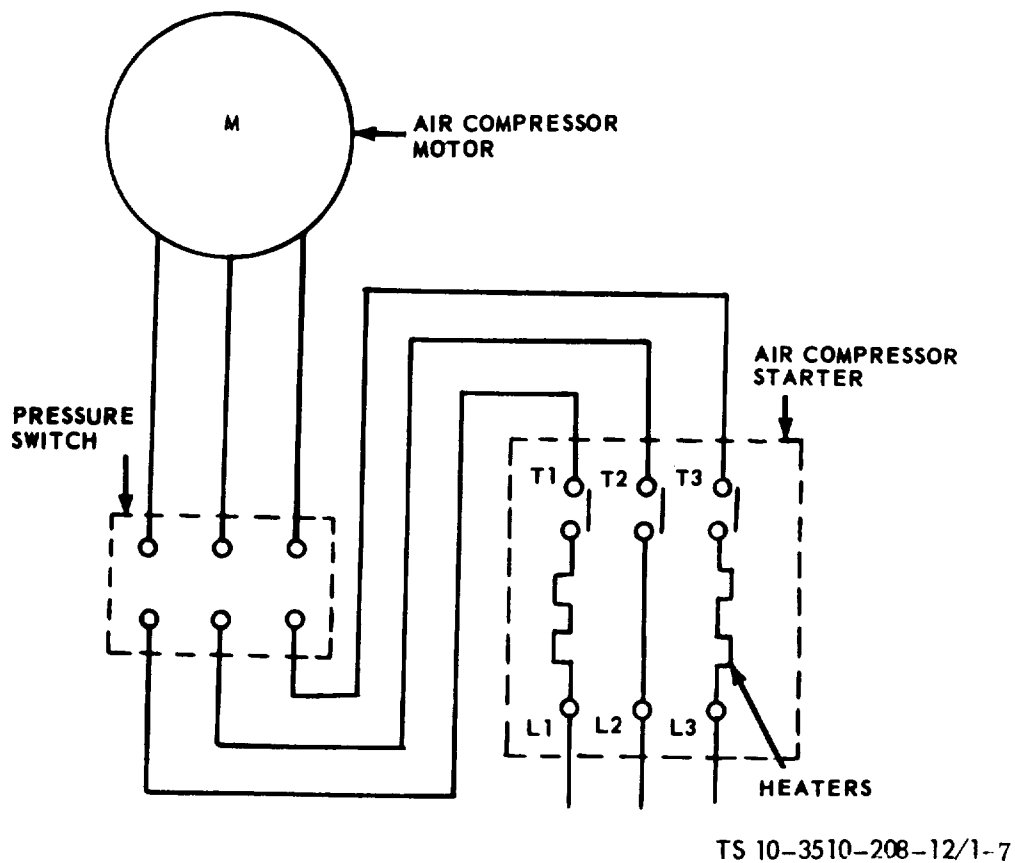 M
AIR COMPRESSOR
MOTOR
AIR COMPRESSOR
STARTER
PRESSURE
SWITCH
T1
T2
T3
L1
L2
L3
HEATERS
TS 10-3510-208-12/1-7